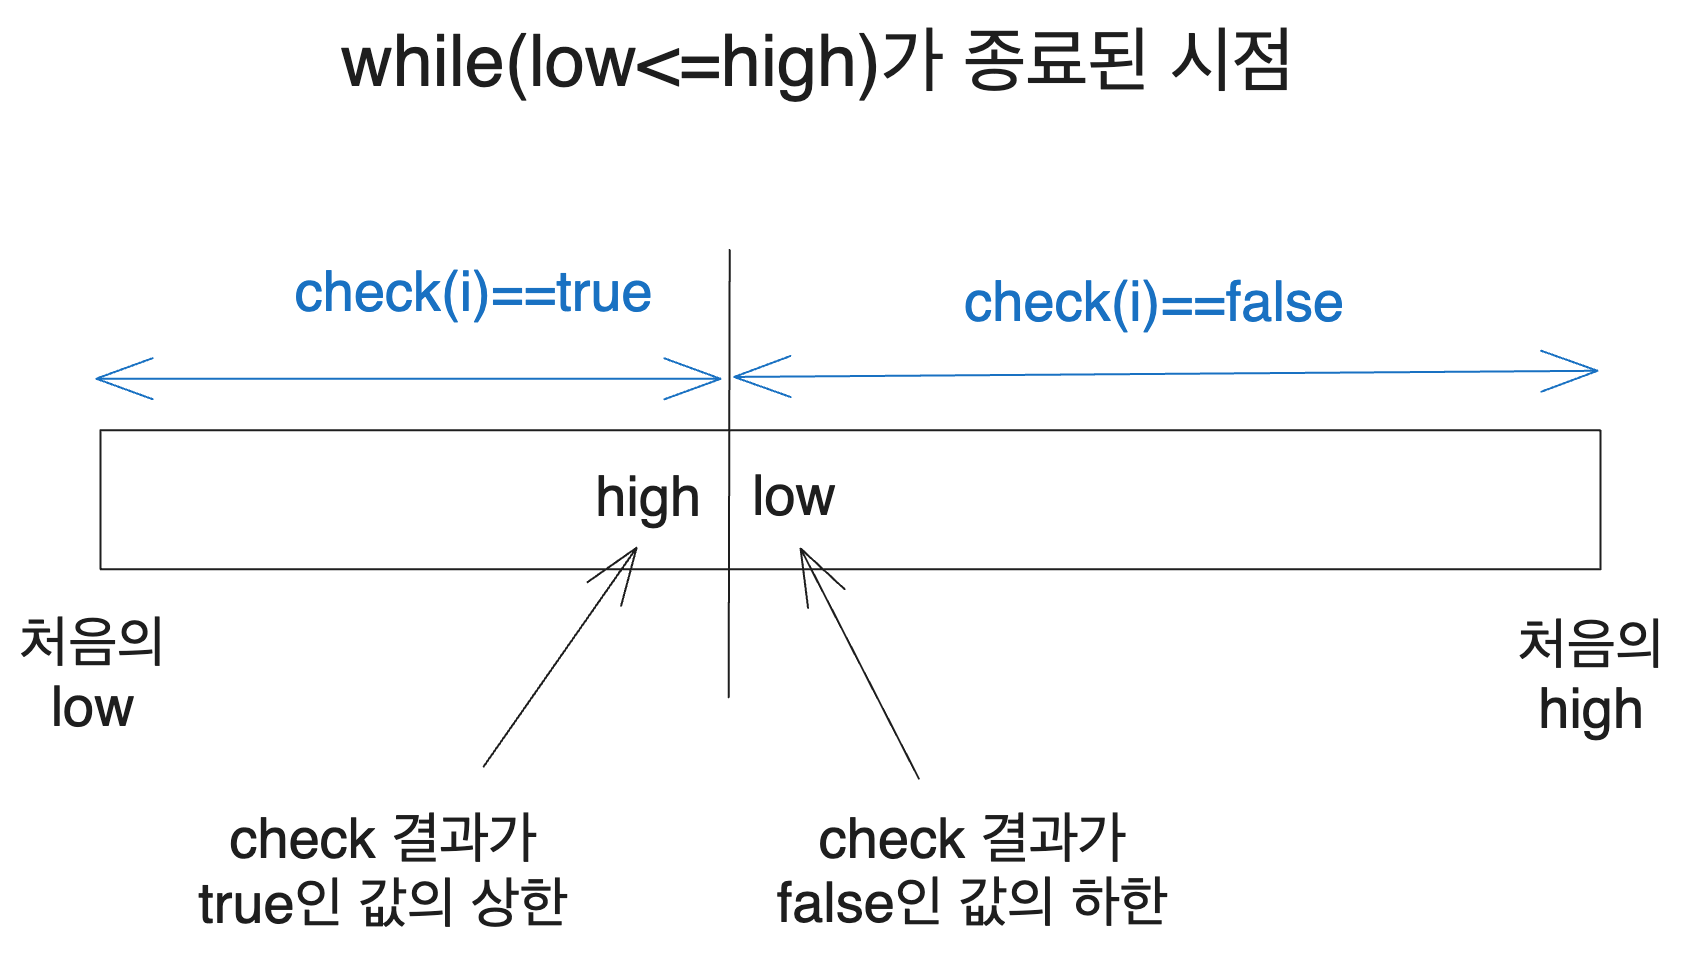 while(low<=high)가 종료된 시점
check(i)==true
check(i)==false
high
low
처음의
low
처음의
high
check 결과가
true인 값의 상한
check 결과가
false인 값의 하한